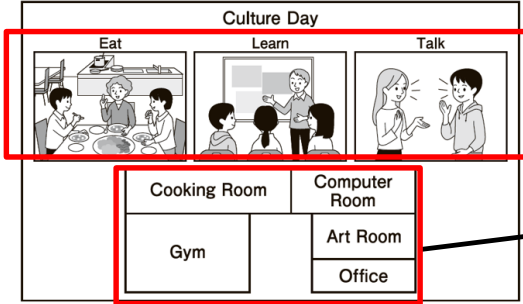 Culture Day
Eat Learn Talk
Cooking Room
Computer
Room
Gym
Art Room
Office